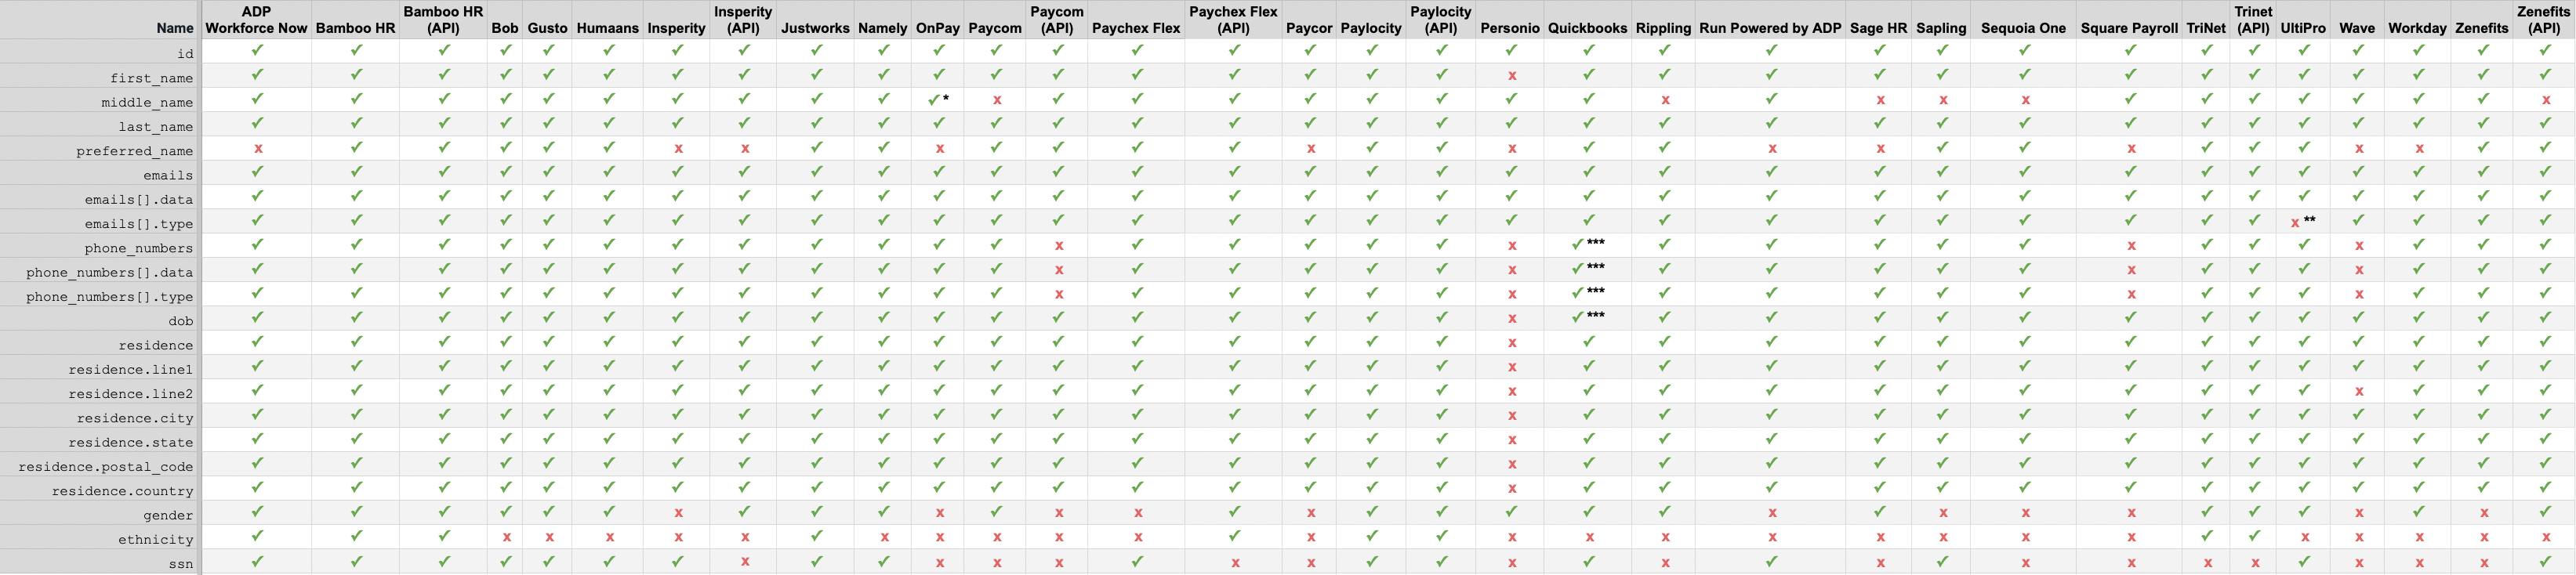 ADP Bamboo HR Insperity Paycom Paychex Flex Paylocity Trinet Zenefits
Name Workforce Now Bamboo HR (API) Bob Gusto Humaans Insperity (API) Justworks Namely OnPay Paycom (API) Paychex Flex (API) Paycor Paylocity (API) Personio Quickbooks Rippling Run Powered by ADP Sage HR Sapling Sequoia One Square Payroll TriNet (API) UltiPro Wave Workday Zenefits (API)
id ✓ ✓ ✓ ✓ ✓ ✓ ✓ ✓ ✓ ✓ ✓ ✓ ✓ ✓ ✓ ✓ ✓ ✓ ✓ ✓ ✓ ✓ ✓ ✓ ✓ ✓ ✓ ✓ ✓ ✓ ✓ ✓ ✓
first_name ✓ ✓ ✓ ✓ ✓ ✓ ✓ ✓ ✓ ✓ ✓ ✓ ✓ ✓ ✓ ✓ ✓ ✓ x ✓ ✓ ✓ ✓ ✓ ✓ ✓ ✓ ✓ ✓ ✓ ✓ ✓ ✓
middle_name ✓ ✓ ✓ ✓ ✓ ✓ ✓ ✓ ✓ ✓ ✓* x ✓ ✓ ✓ ✓ ✓ ✓ ✓ ✓ x ✓ x x x ✓ ✓ ✓ ✓ ✓ ✓ ✓ x
last_name ✓ ✓ ✓ ✓ ✓ ✓ ✓ ✓ ✓ ✓ ✓ ✓ ✓ ✓ ✓ ✓ ✓ ✓ ✓ ✓ ✓ ✓ ✓ ✓ ✓ ✓ ✓ ✓ ✓ ✓ ✓ ✓ ✓
preferred_name x ✓ ✓ ✓ ✓ ✓ x x ✓ ✓ x ✓ ✓ ✓ ✓ x ✓ ✓ x ✓ ✓ x x ✓ ✓ x ✓ ✓ ✓ x x ✓ ✓
emails ✓ ✓ ✓ ✓ ✓ ✓ ✓ ✓ ✓ ✓ ✓ ✓ ✓ ✓ ✓ ✓ ✓ ✓ ✓ ✓ ✓ ✓ ✓ ✓ ✓ ✓ ✓ ✓ ✓ ✓ ✓ ✓ ✓
emails[].data ✓ ✓ ✓ ✓ ✓ ✓ ✓ ✓ ✓ ✓ ✓ ✓ ✓ ✓ ✓ ✓ ✓ ✓ ✓ ✓ ✓ ✓ ✓ ✓ ✓ ✓ ✓ ✓ ✓ ✓ ✓ ✓ ✓
emails[].type ✓ ✓ ✓ ✓ ✓ ✓ ✓ ✓ ✓ ✓ ✓ ✓ ✓ ✓ ✓ ✓ ✓ ✓ ✓ ✓ ✓ ✓ ✓ ✓ ✓ ✓ ✓ ✓ x ** ✓ ✓ ✓ ✓
phone_numbers ✓ ✓ ✓ ✓ ✓ ✓ ✓ ✓ ✓ ✓ ✓ ✓ x ✓ ✓ ✓ ✓ ✓ x ✓*** ✓ ✓ ✓ ✓ ✓ x ✓ ✓ ✓ x ✓ ✓ ✓
phone_numbers[].data ✓ ✓ ✓ ✓ ✓ ✓ ✓ ✓ ✓ ✓ ✓ ✓ x ✓ ✓ ✓ ✓ ✓ x ✓*** ✓ ✓ ✓ ✓ ✓ x ✓ ✓ ✓ x ✓ ✓ ✓
phone_numbers[].type ✓ ✓ ✓ ✓ ✓ ✓ ✓ ✓ ✓ ✓ ✓ ✓ x ✓ ✓ ✓ ✓ ✓ x ✓*** ✓ ✓ ✓ ✓ ✓ x ✓ ✓ ✓ x ✓ ✓ ✓
dob ✓ ✓ ✓ ✓ ✓ ✓ ✓ ✓ ✓ ✓ ✓ ✓ ✓ ✓ ✓ ✓ ✓ ✓ x ✓*** ✓ ✓ ✓ ✓ ✓ ✓ ✓ ✓ ✓ ✓ ✓ ✓ ✓
residence ✓ ✓ ✓ ✓ ✓ ✓ ✓ ✓ ✓ ✓ ✓ ✓ ✓ ✓ ✓ ✓ ✓ ✓ x ✓ ✓ ✓ ✓ ✓ ✓ ✓ ✓ ✓ ✓ ✓ ✓ ✓ ✓
residence.line1 ✓ ✓ ✓ ✓ ✓ ✓ ✓ ✓ ✓ ✓ ✓ ✓ ✓ ✓ ✓ ✓ ✓ ✓ x ✓ ✓ ✓ ✓ ✓ ✓ ✓ ✓ ✓ ✓ ✓ ✓ ✓ ✓
residence.line2 ✓ ✓ ✓ ✓ ✓ ✓ ✓ ✓ ✓ ✓ ✓ ✓ ✓ ✓ ✓ ✓ ✓ ✓ x ✓ ✓ ✓ ✓ ✓ ✓ ✓ ✓ ✓ ✓ x ✓ ✓ ✓
residence.city ✓ ✓ ✓ ✓ ✓ ✓ ✓ ✓ ✓ ✓ ✓ ✓ ✓ ✓ ✓ ✓ ✓ ✓ x ✓ ✓ ✓ ✓ ✓ ✓ ✓ ✓ ✓ ✓ ✓ ✓ ✓ ✓
residence.state ✓ ✓ ✓ ✓ ✓ ✓ ✓ ✓ ✓ ✓ ✓ ✓ ✓ ✓ ✓ ✓ ✓ ✓ x ✓ ✓ ✓ ✓ ✓ ✓ ✓ ✓ ✓ ✓ ✓ ✓ ✓ ✓
residence.postal_code ✓ ✓ ✓ ✓ ✓ ✓ ✓ ✓ ✓ ✓ ✓ ✓ ✓ ✓ ✓ ✓ ✓ ✓ x ✓ ✓ ✓ ✓ ✓ ✓ ✓ ✓ ✓ ✓ ✓ ✓ ✓ ✓
residence.country ✓ ✓ ✓ ✓ ✓ ✓ ✓ ✓ ✓ ✓ ✓ ✓ ✓ ✓ ✓ ✓ ✓ ✓ x ✓ ✓ ✓ ✓ ✓ ✓ ✓ ✓ ✓ ✓ ✓ ✓ ✓ ✓
gender ✓ ✓ ✓ ✓ ✓ ✓ x ✓ ✓ ✓ x ✓ x x ✓ x ✓ ✓ ✓ ✓ ✓ x ✓ x x x ✓ ✓ ✓ x ✓ x ✓
ethnicity ✓ ✓ ✓ x x x x x ✓ x x x x x ✓ x ✓ ✓ x x x x x x x x ✓ ✓ x x x x x
ssn ✓ ✓ ✓ ✓ ✓ ✓ ✓ x ✓ ✓ x x x ✓ x x ✓ ✓ x ✓ x ✓ x ✓ x x x x ✓ x x x ✓